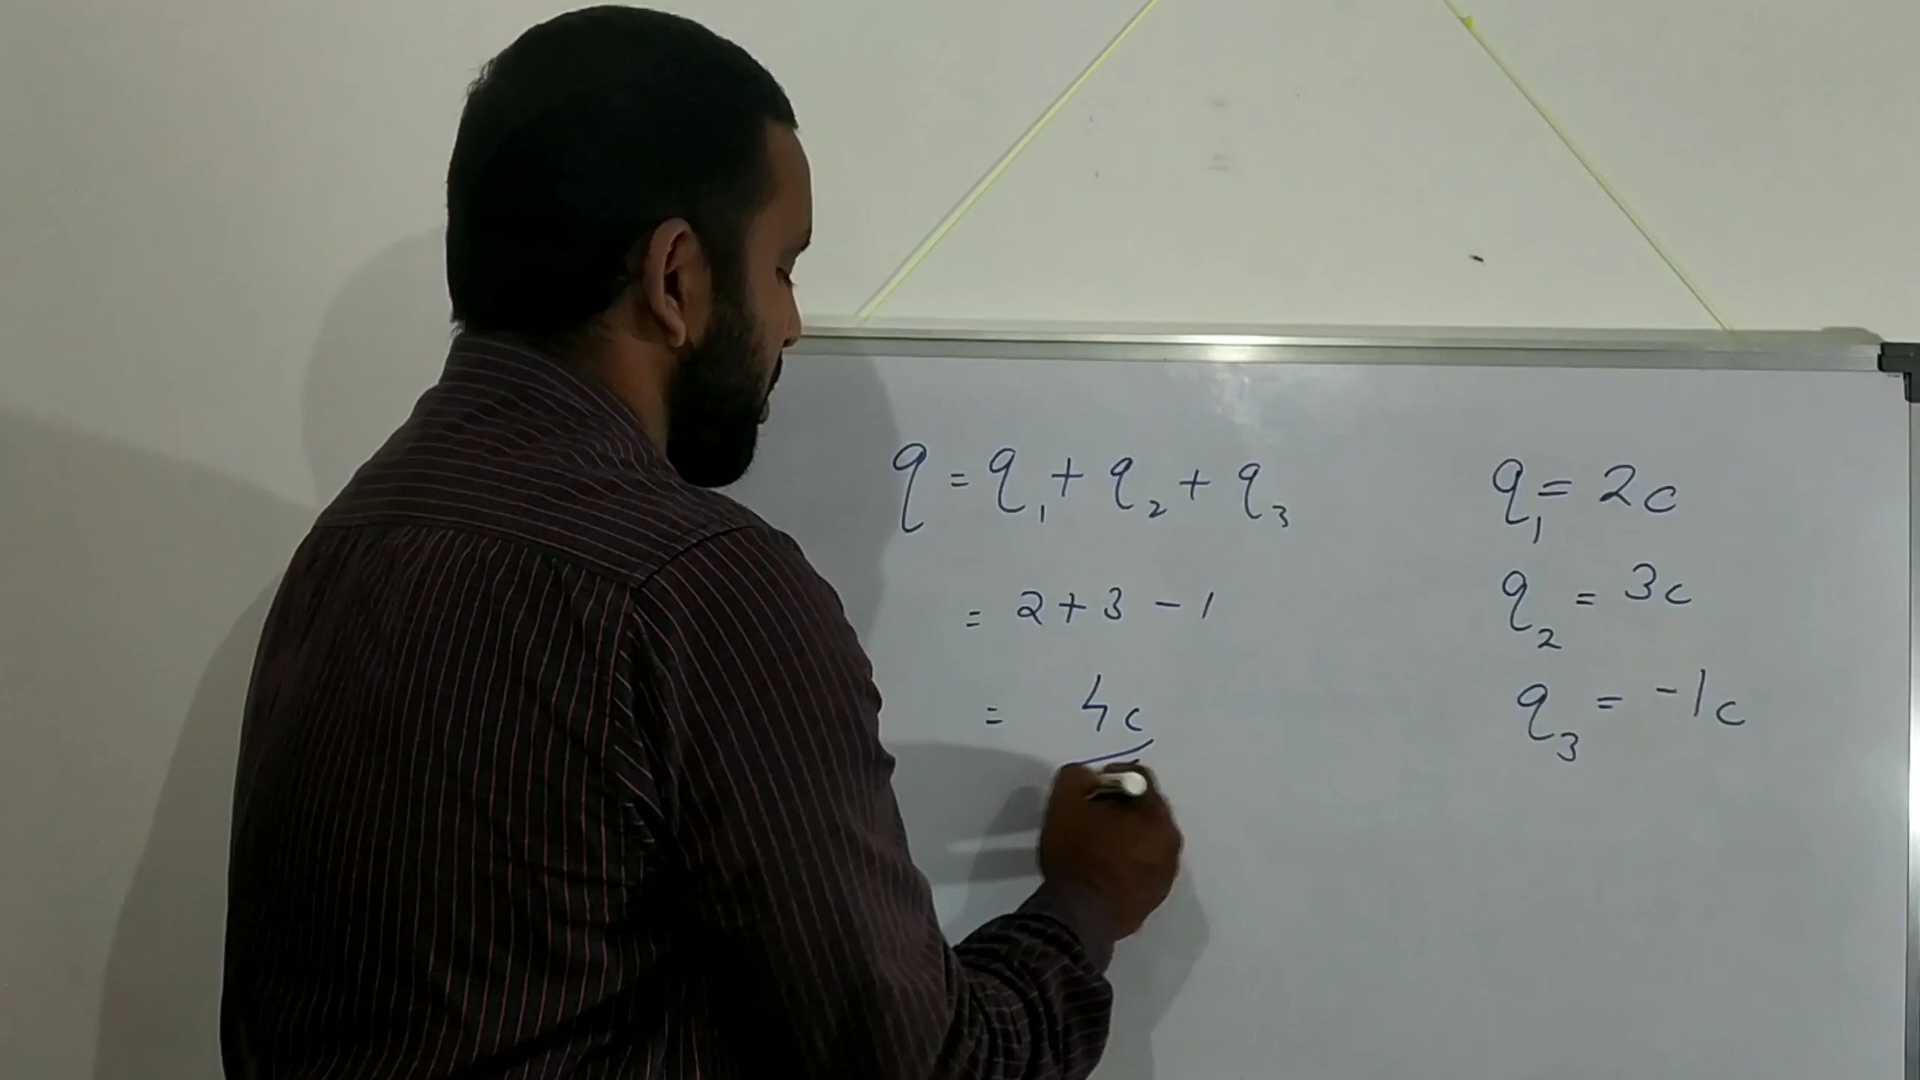 q = q₁ + q₂ + q₃
= 2 + 3 - 1
= 4c
q₁ = 2c
q₂ = 3c
q₃ = -1c